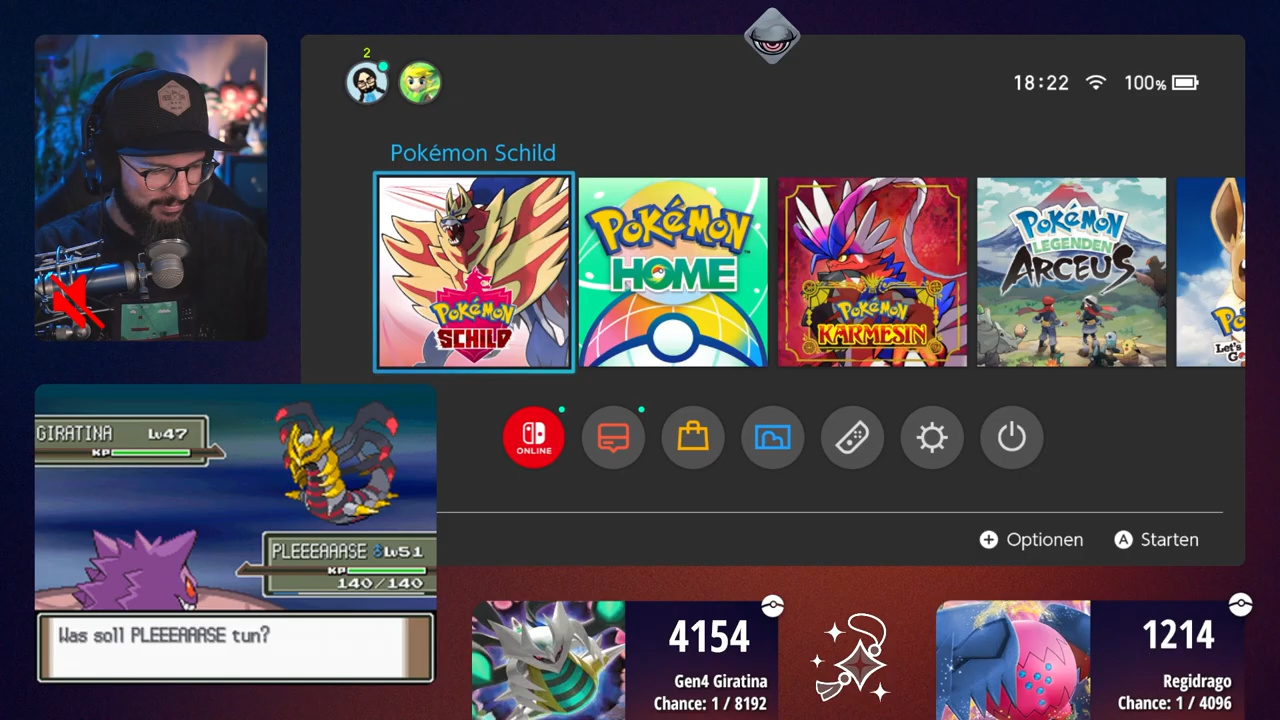 2
18:22
100%
Pokémon Schild
POKÉMON
SCHILD
POKÉMON
HOME
POKÉMON
KARMESIN
POKÉMON
LEGENDEN
ARCEUS
Let's
Go
ONLINE
Optionen
A Starten
GIRATINA Lv47
KP
PLEEEAAASE ♂Lv51
KP
140/140
Was soll PLEEEAAASE tun?
4154
Gen4 Giratina
Chance: 1 / 8192
1214
Regidrago
Chance: 1 / 4096